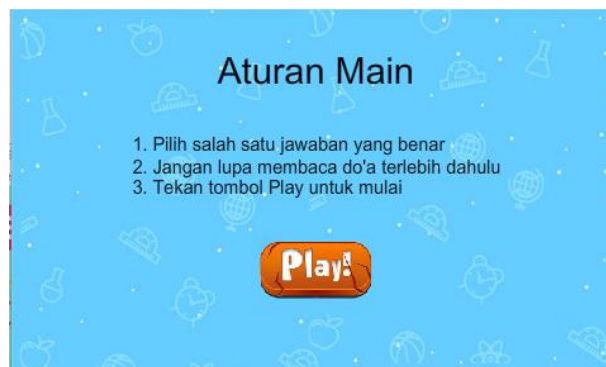 Aturan Main
1. Pilih salah satu jawaban yang benar
2. Jangan lupa membaca do'a terlebih dahulu
3. Tekan tombol Play untuk mulai
Play!